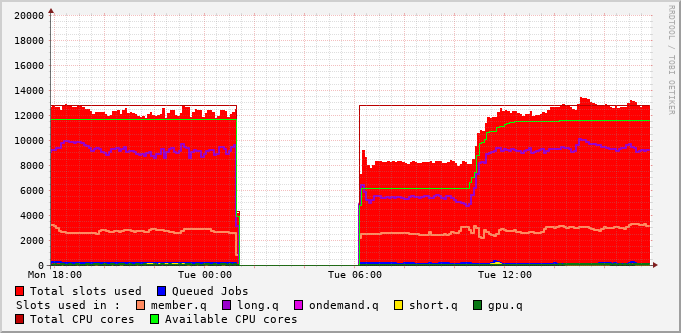 20000
18000
16000
14000
12000
10000
8000
6000
4000
2000
0
Mon 18:00 Tue 00:00 Tue 06:00 Tue 12:00
Total slots used Queued Jobs
Slots used in : member.q long.q ondemand.q short.q gpu.q
Total CPU cores Available CPU cores
RRDTOOL / TOBI OETIKER